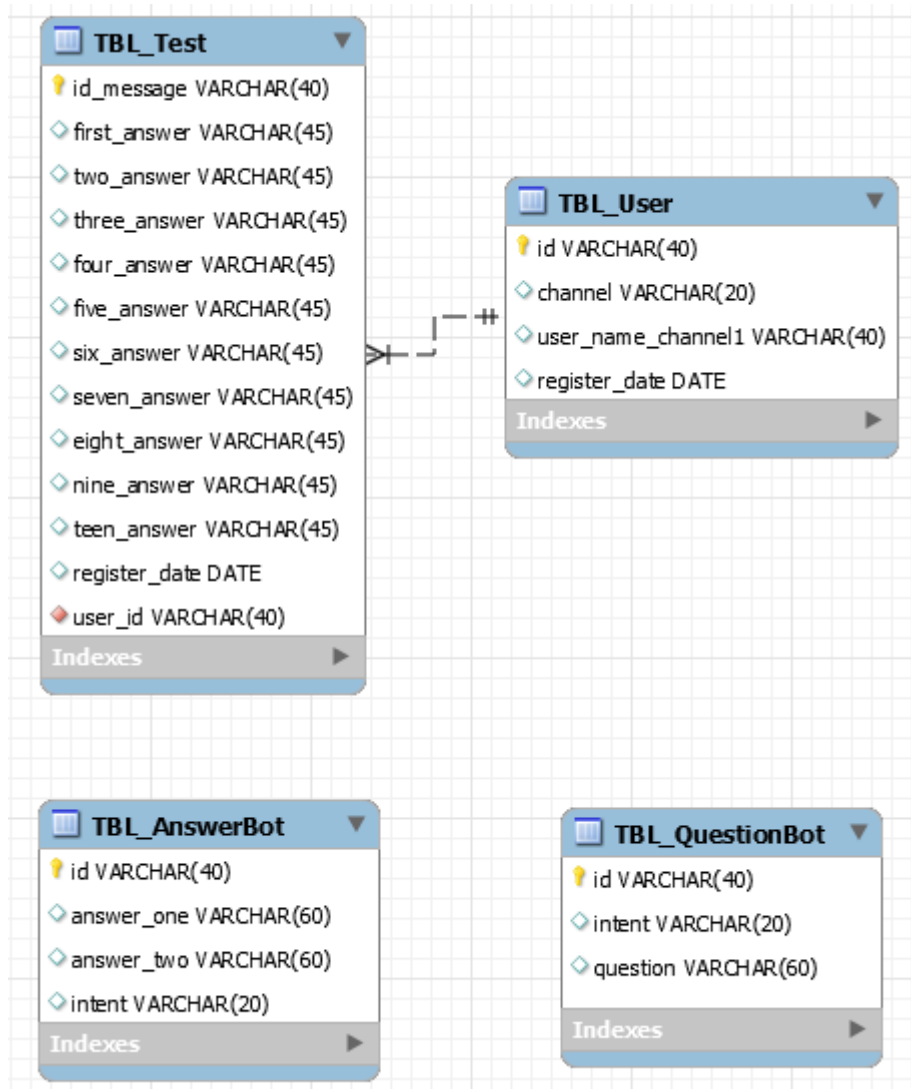 TBL_Test
id_message VARCHAR(40)
first_answer VARCHAR(45)
two_answer VARCHAR(45)
three_answer VARCHAR(45)
four_answer VARCHAR(45)
five_answer VARCHAR(45)
six_answer VARCHAR(45)
seven_answer VARCHAR(45)
eight_answer VARCHAR(45)
nine_answer VARCHAR(45)
teen_answer VARCHAR(45)
register_date DATE
user_id VARCHAR(40)
Indexes
TBL_User
id VARCHAR(40)
channel VARCHAR(20)
user_name_channel1 VARCHAR(40)
register_date DATE
Indexes
TBL_AnswerBot
id VARCHAR(40)
answer_one VARCHAR(60)
answer_two VARCHAR(60)
intent VARCHAR(20)
Indexes
TBL_QuestionBot
id VARCHAR(40)
intent VARCHAR(20)
question VARCHAR(60)
Indexes